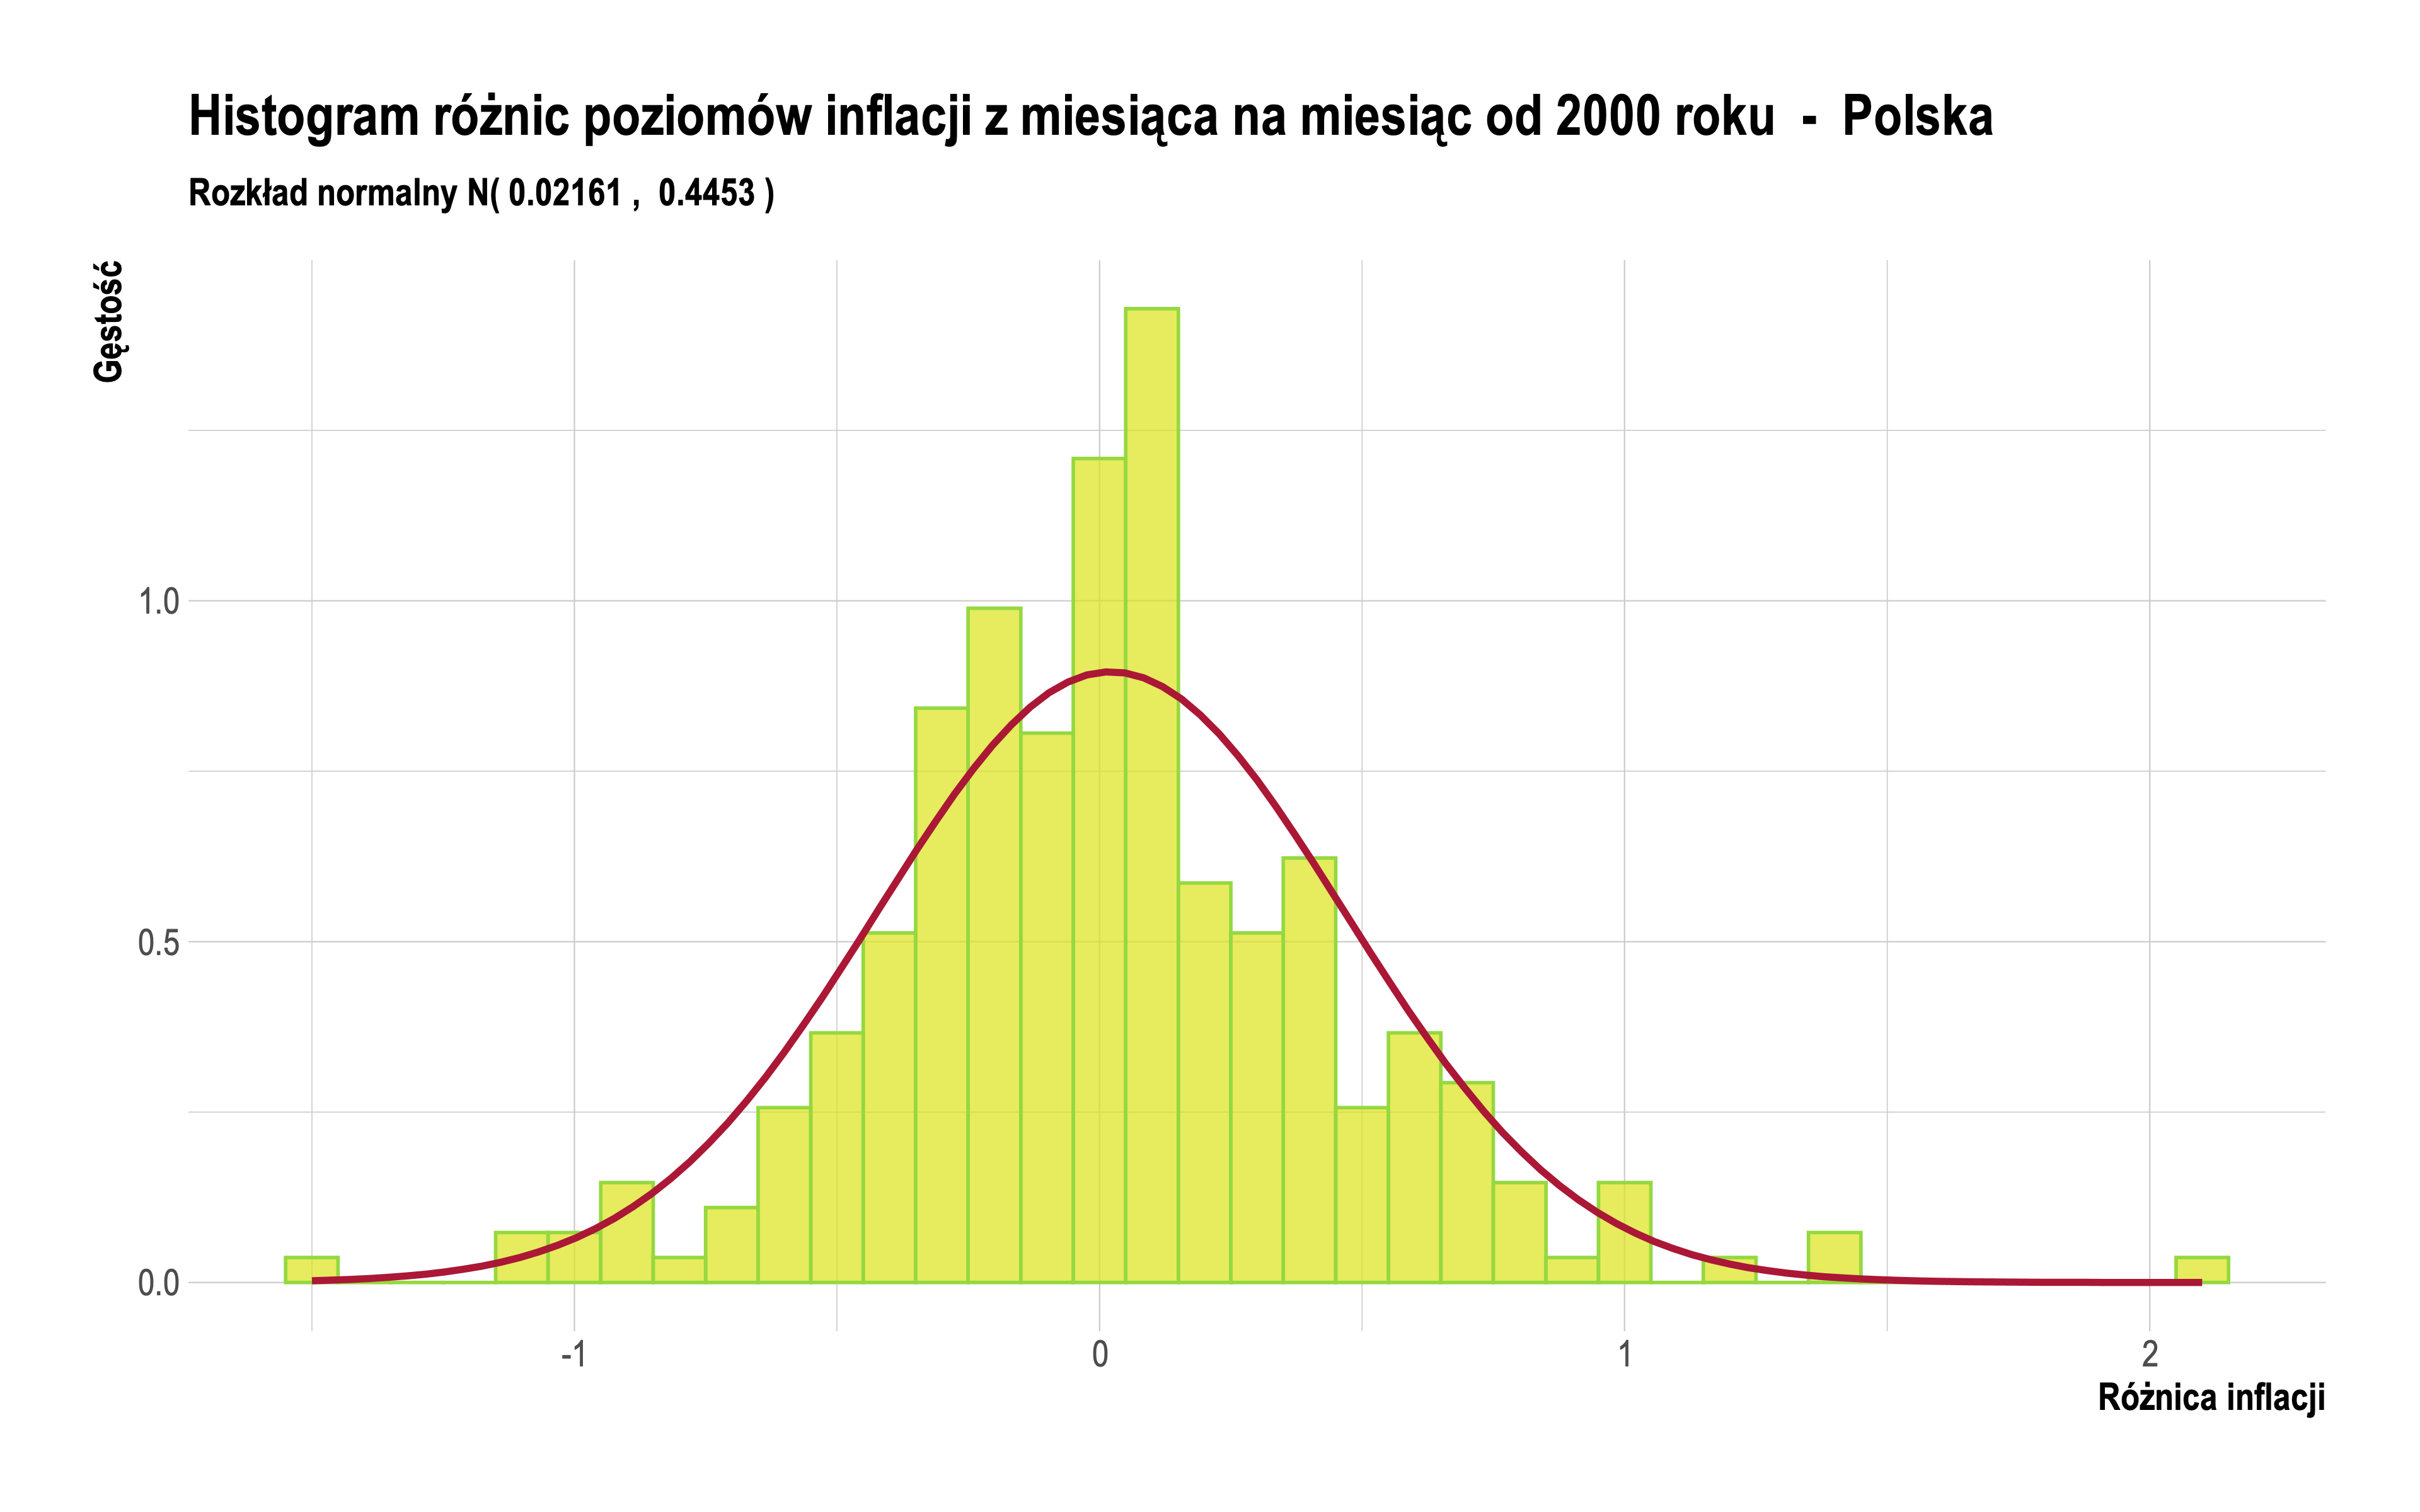 Histogram różnic poziomów inflacji z miesiąca na miesiąc od 2000 roku - Polska
Rozkład normalny N( 0.02161 , 0.4453 )
Gęstość
1.0
0.5
0.0
-1 0 1 2
Różnica inflacji